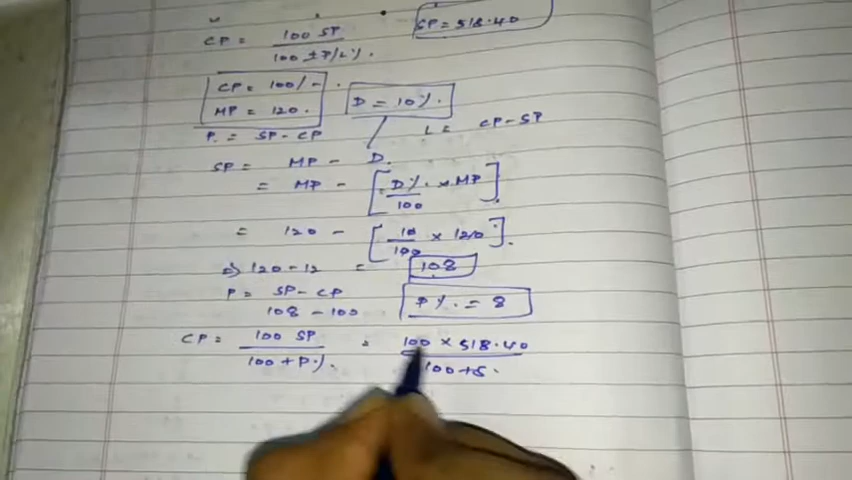 SP = 518.40
CP = 100 SP / 100 ± P/L %.
CP = 100/-
MP = 120.
D = 10%.
P. = SP - CP
L = CP - SP
SP = MP - D.
= MP - [D% / 100 × MP]
= 120 - [10 / 100 × 120].
=> 120 - 12 = 108
P = SP - CP
108 - 100
P%. = 8
CP = 100 SP / 100 + P%. = 100 × 518.40 / 100 + 8.